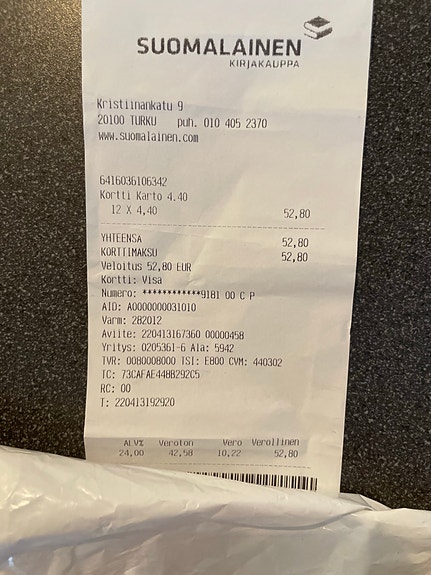 SUOMALAINEN
KIRJAKAUPPA
Kristiinankatu 9
20100 TURKU puh. 010 405 2370
www.suomalainen.com
6416036106342
Kortti Karto 4.40
12 X 4,40 52,80
YHTEENSA 52,80
KORTTIMAKSU 52,80
Veloitus 52,80 EUR
Kortti: Visa
Numero: ************9181 00 C P
AID: A0000000031010
Varm: 282012
Aviite: 220413167360 00000458
Yritys: 0205361-6 Ala: 5942
TVR: 0080008000 TSI: E800 CVM: 440302
TC: 73CAFAE448B292C5
RC: 00
T: 220413192920
ALV% Veroton Vero Verollinen
24,00 42,58 10,22 52,80